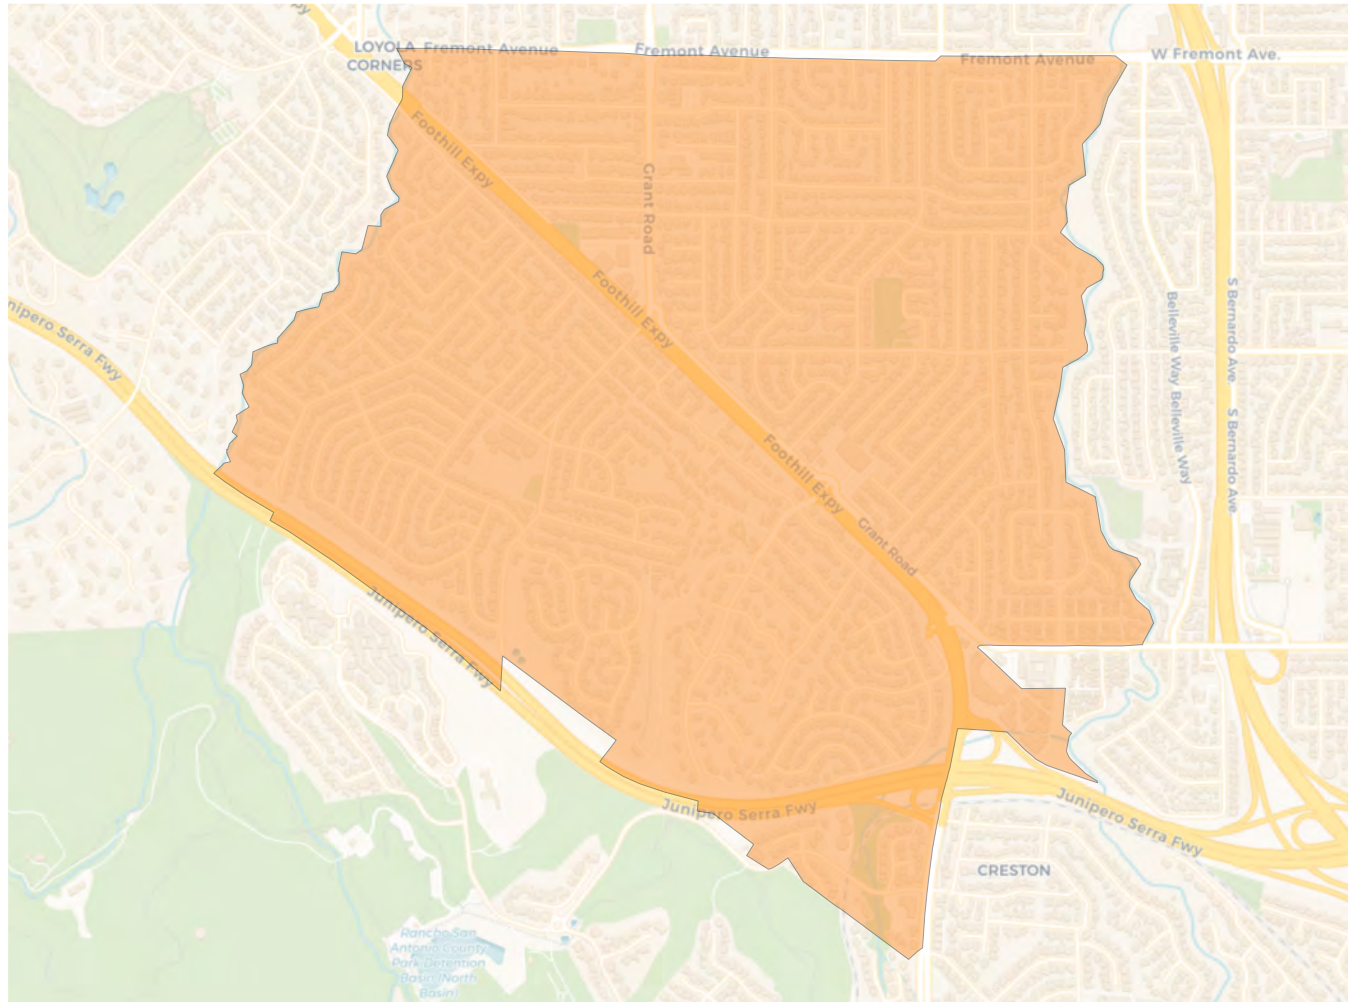 py
LOYOLA
CORNERS
Fremont Avenue
Fremont Avenue
Fremont Avenue
W Fremont Ave.
Foothill Expy
Grant Road
Foothill Expy
nipero Serra Fwy
Belleville Way
Belleville Way
S Bernardo Ave.
S Bernardo Ave.
Foothill Expy
Grant Road
Junipero Serra Fwy
Junipero Serra Fwy
Junipero Serra Fwy
CRESTON
Rancho San
Antonio County
Park Detention
Basin (North
Basin)